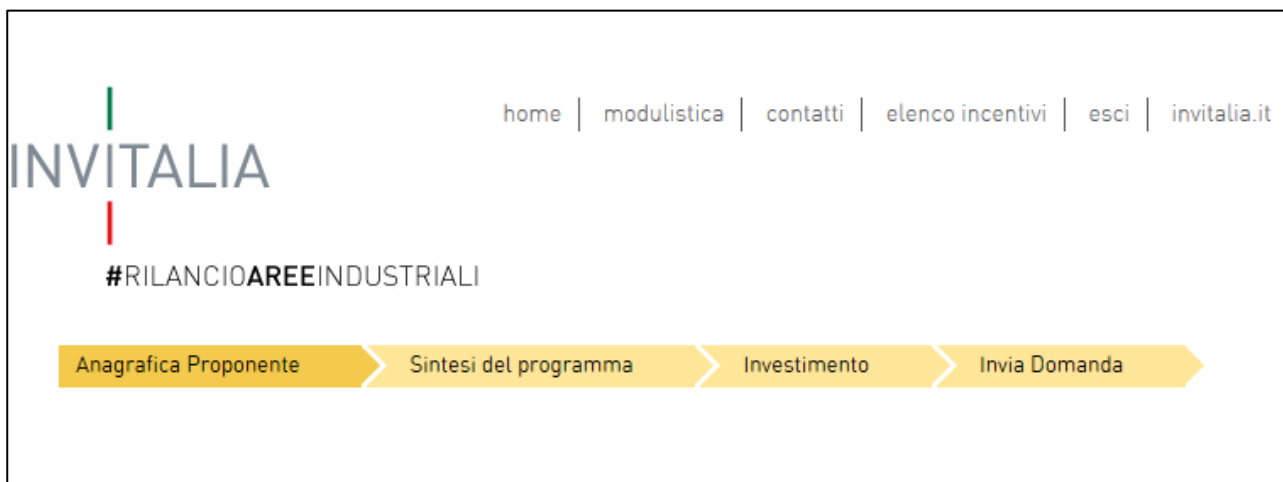 home | modulistica | contatti | elenco incentivi | esci | invitalia.it
INVITALIA
#RILANCIOAREEINDUSTRIALI
Anagrafica Proponente Sintesi del programma Investimento Invia Domanda